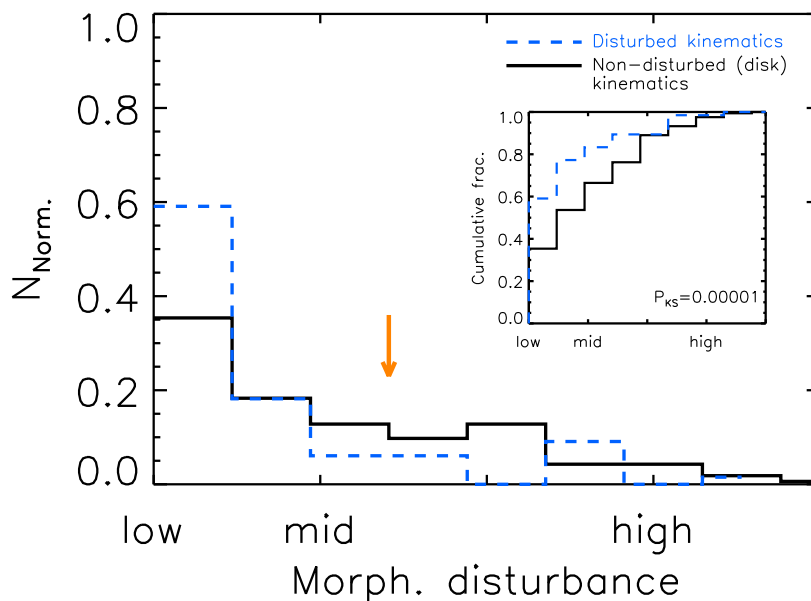 1.0
0.8
0.6
0.4
0.2
0.0
N_Norm.
low mid high
Morph. disturbance
Disturbed kinematics
Non-disturbed (disk)
kinematics
1.0
0.8
0.6
0.4
0.2
0.0
Cumulative frac.
P_KS=0.00001
low mid high